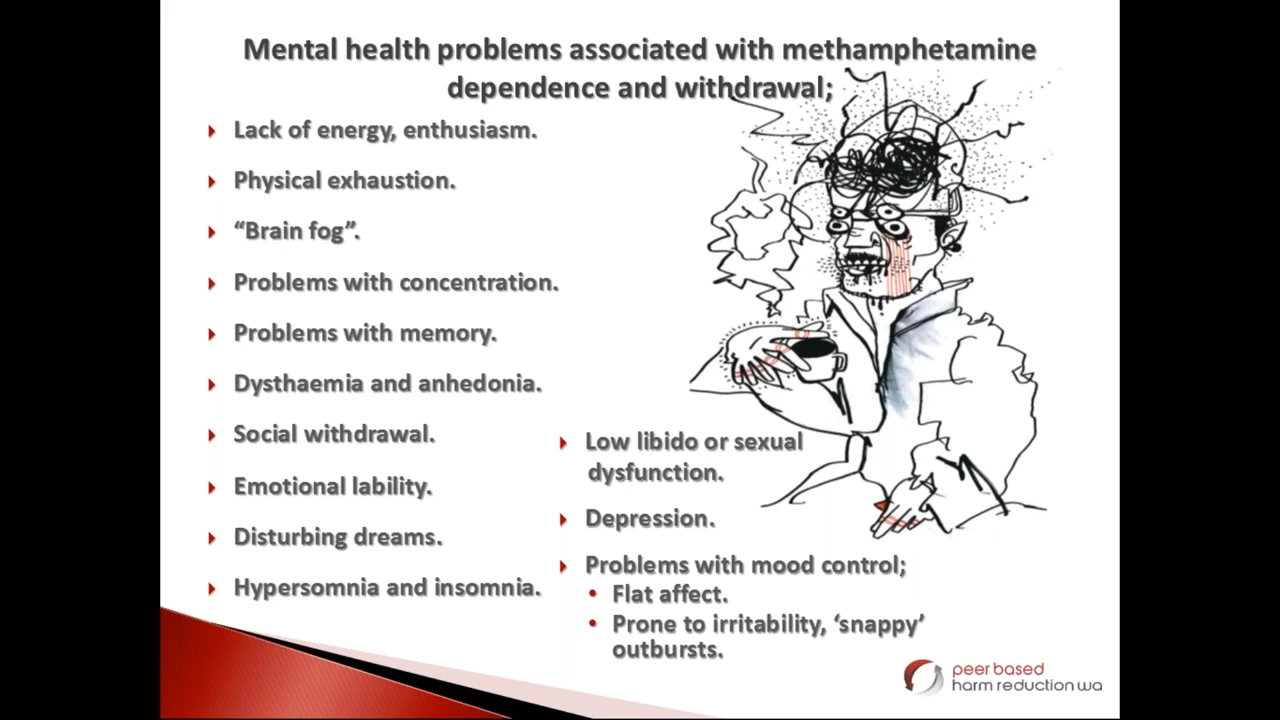 Mental health problems associated with methamphetamine
dependence and withdrawal;
Lack of energy, enthusiasm.
Physical exhaustion.
“Brain fog”.
Problems with concentration.
Problems with memory.
Dysthaemia and anhedonia.
Social withdrawal.
Emotional lability.
Disturbing dreams.
Hypersomnia and insomnia.
Low libido or sexual
dysfunction.
Depression.
Problems with mood control;
Flat affect.
Prone to irritability, ‘snappy’
outbursts.
peer based
harm reduction wa